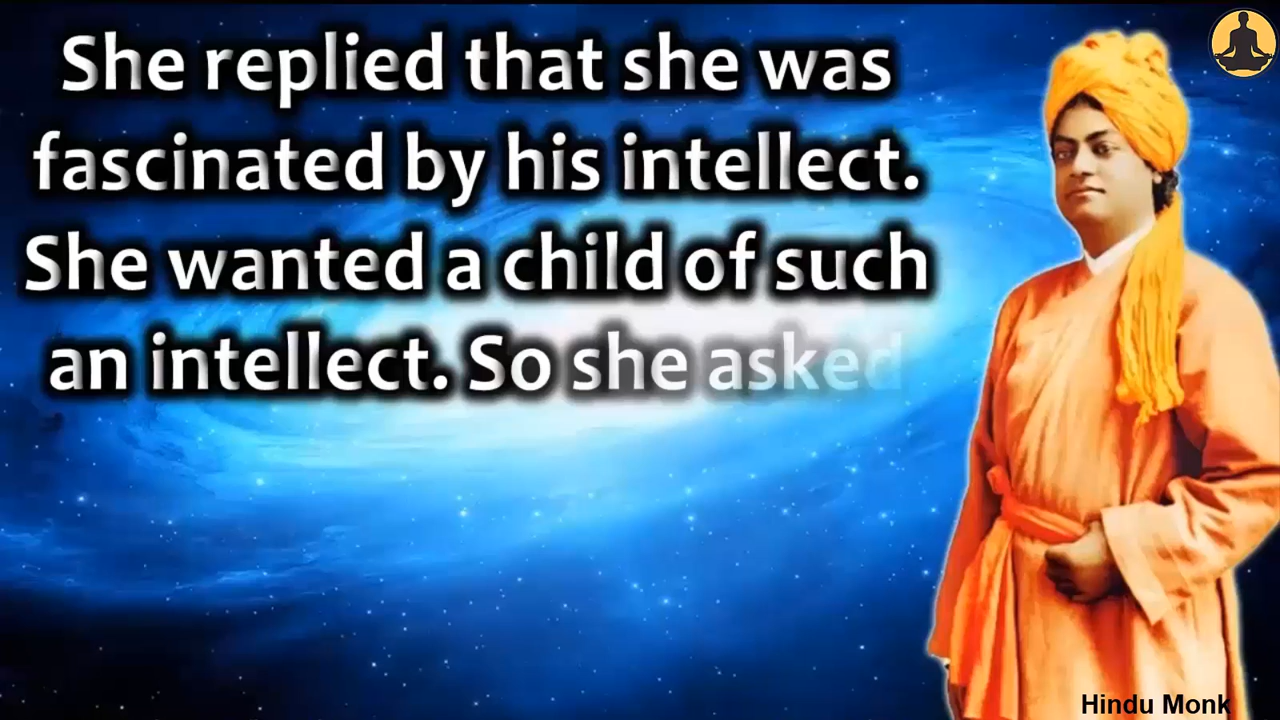 She replied that she was
fascinated by his intellect.
She wanted a child of such
an intellect. So she asked
Hindu Monk